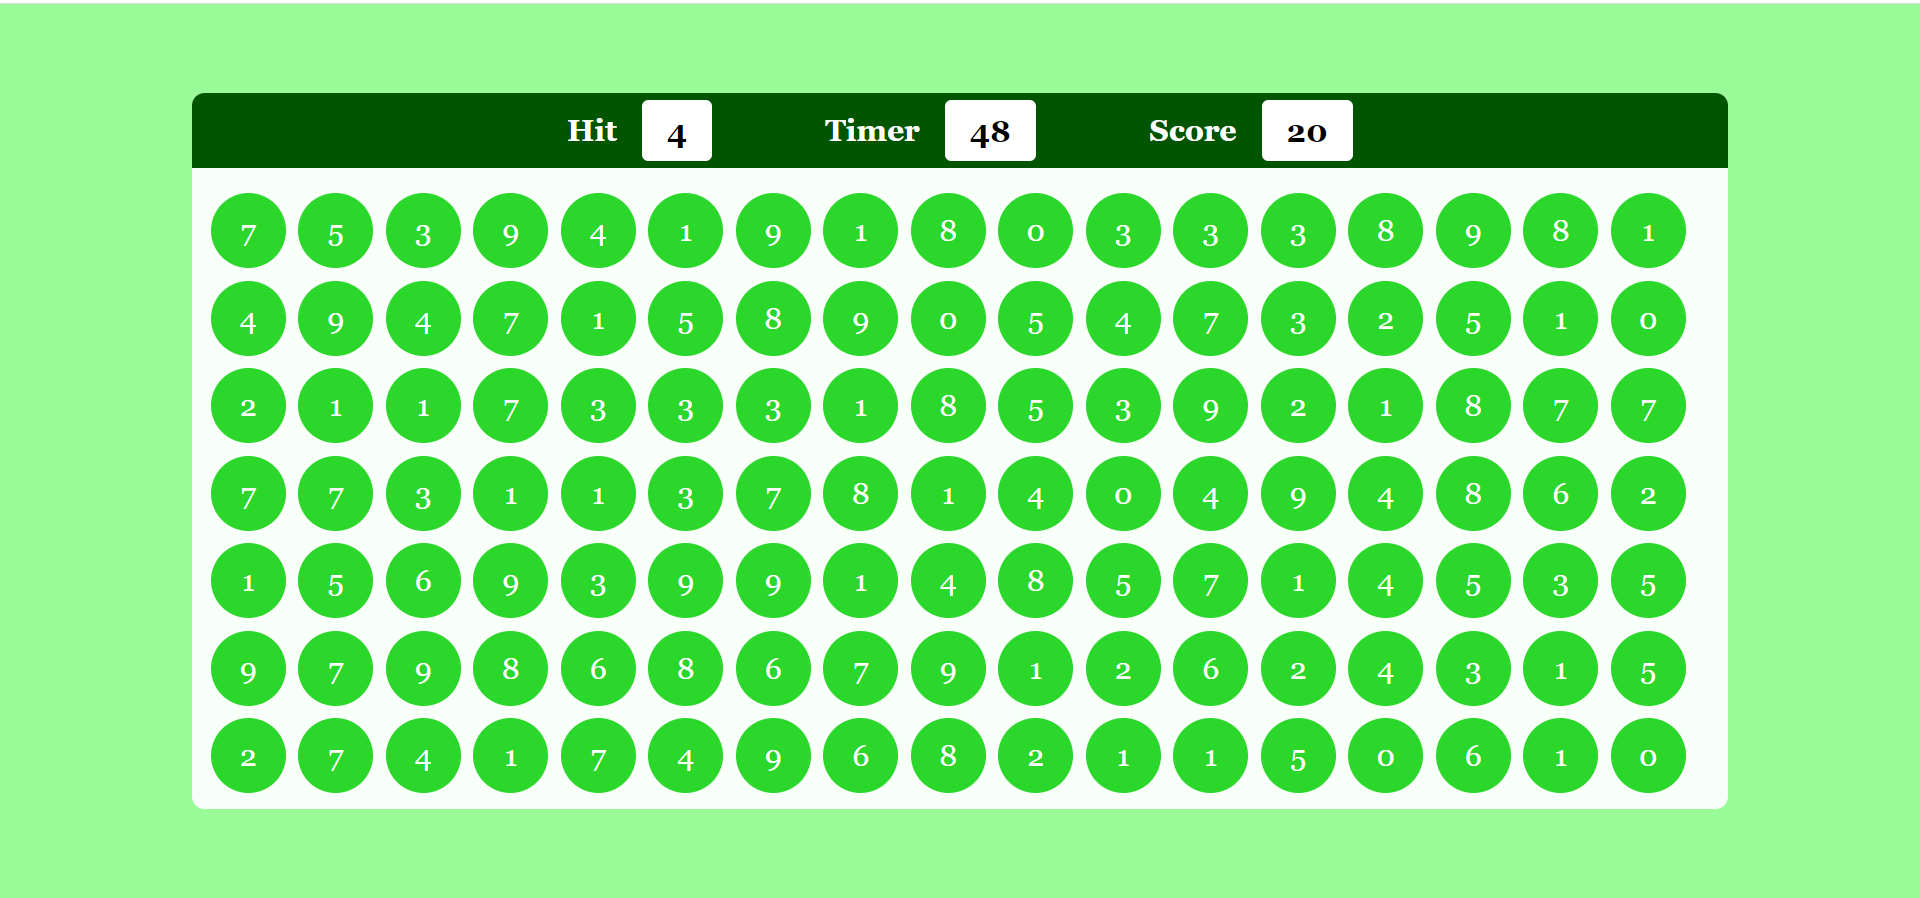 Hit 4 Timer 48 Score 20
7 5 3 9 4 1 9 1 8 0 3 3 3 8 9 8 1
4 9 4 7 1 5 8 9 0 5 4 7 3 2 5 1 0
2 1 1 7 3 3 3 1 8 5 3 9 2 1 8 7 7
7 7 3 1 1 3 7 8 1 4 0 4 9 4 8 6 2
1 5 6 9 3 9 9 1 4 8 5 7 1 4 5 3 5
9 7 9 8 6 8 6 7 9 1 2 6 2 4 3 1 5
2 7 4 1 7 4 9 6 8 2 1 1 5 0 6 1 0